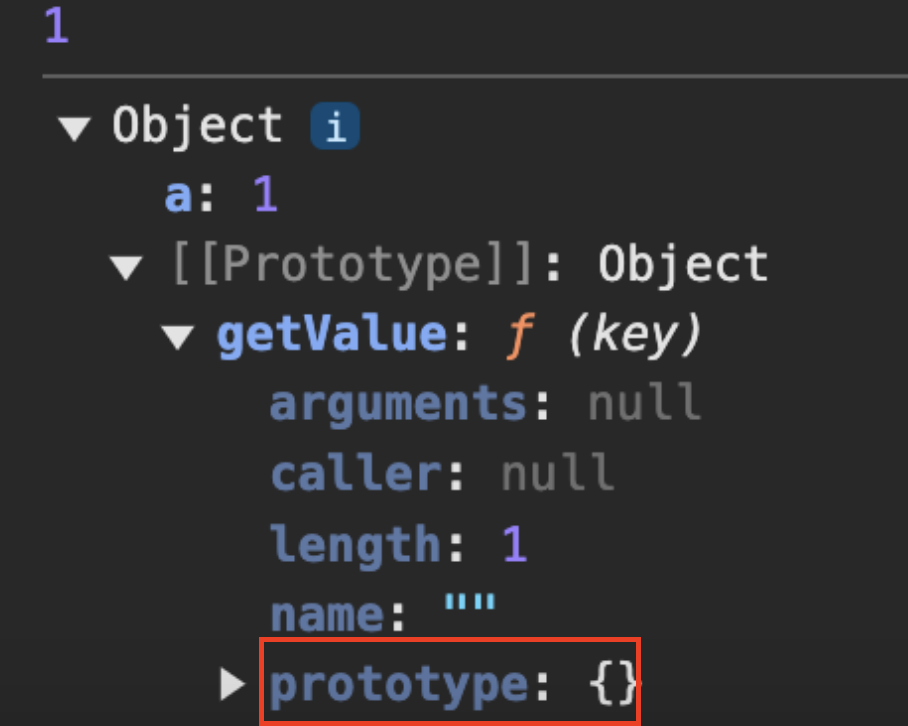 1
▼ Object i
a: 1
▼ [[Prototype]]: Object
▼ getValue: ƒ (key)
arguments: null
caller: null
length: 1
name: ""
▶ prototype: {}